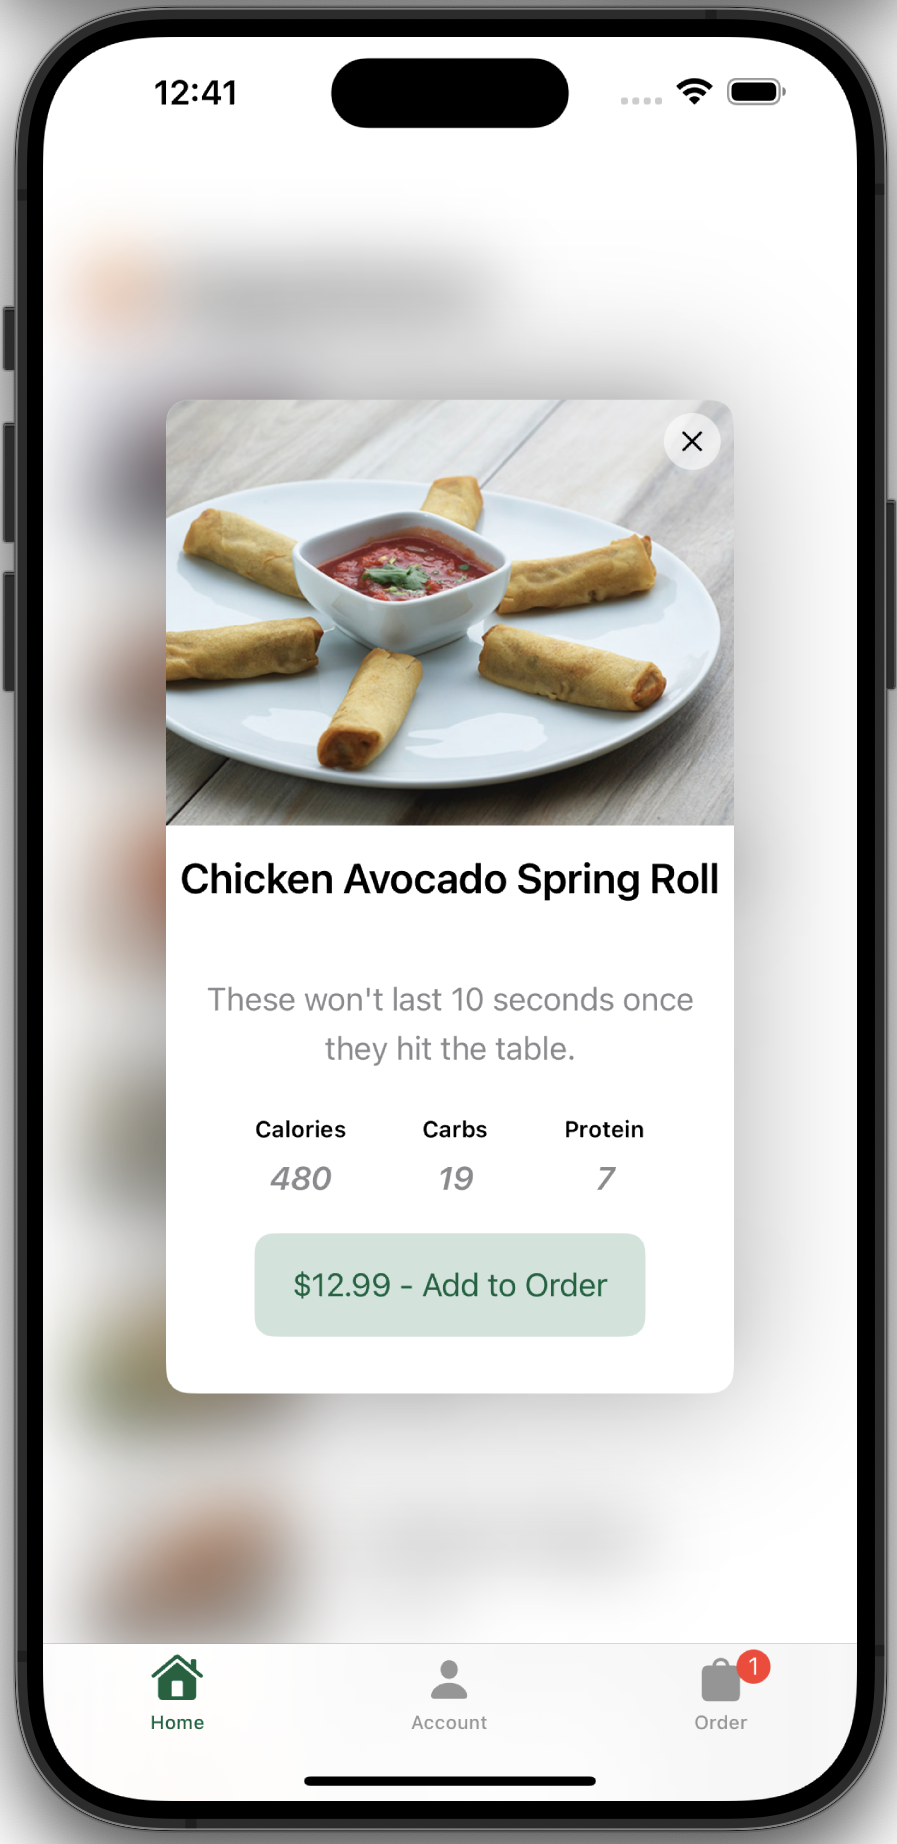 12:41
Chicken Avocado Spring Roll
These won't last 10 seconds once
they hit the table.
Calories Carbs Protein
480 19 7
$12.99 - Add to Order
1
Home Account Order